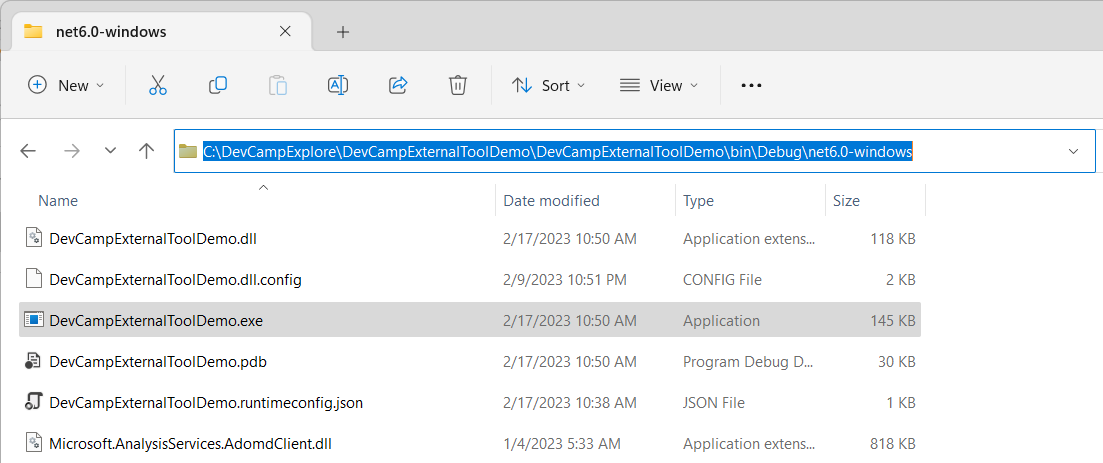 net6.0-windows
New Sort View
C:\DevCampExplore\DevCampExternalToolDemo\DevCampExternalToolDemo\bin\Debug\net6.0-windows
Name Date modified Type Size
DevCampExternalToolDemo.dll 2/17/2023 10:50 AM Application extens... 118 KB
DevCampExternalToolDemo.dll.config 2/9/2023 10:51 PM CONFIG File 2 KB
DevCampExternalToolDemo.exe 2/17/2023 10:50 AM Application 145 KB
DevCampExternalToolDemo.pdb 2/17/2023 10:50 AM Program Debug D... 30 KB
DevCampExternalToolDemo.runtimeconfig.json 2/17/2023 10:38 AM JSON File 1 KB
Microsoft.AnalysisServices.AdomdClient.dll 1/4/2023 5:33 AM Application extens... 818 KB